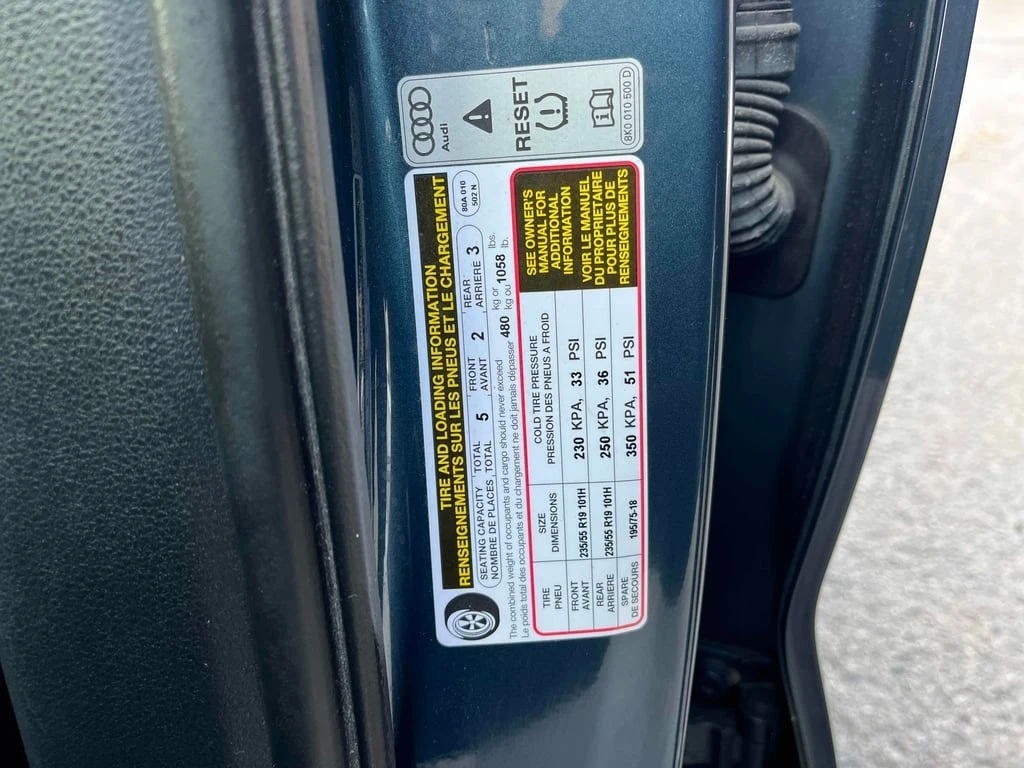 Audi
RESET
8K0 010 500 D
TIRE AND LOADING INFORMATION
RENSEIGNEMENTS SUR LES PNEUS ET LE CHARGEMENT
80A 010
502 N
SEATING CAPACITY TOTAL 5 FRONT 2 REAR 3
NOMBRE DE PLACES TOTAL AVANT ARRIERE
The combined weight of occupants and cargo should never exceed 480 kg or 1058 lbs.
Le poids total des occupants et du chargement ne doit jamais dépasser kg ou lb.
TIRE SIZE COLD TIRE PRESSURE
PNEU DIMENSIONS PRESSION DES PNEUS A FROID
FRONT
AVANT 235/55 R19 101H 230 KPA, 33 PSI
REAR
ARRIERE 235/55 R19 101H 250 KPA, 36 PSI
SPARE
DE SECOURS 195/75-18 350 KPA, 51 PSI
SEE OWNER'S
MANUAL FOR
ADDITIONAL
INFORMATION
VOIR LE MANUEL
DU PROPRIETAIRE
POUR PLUS DE
RENSEIGNEMENTS